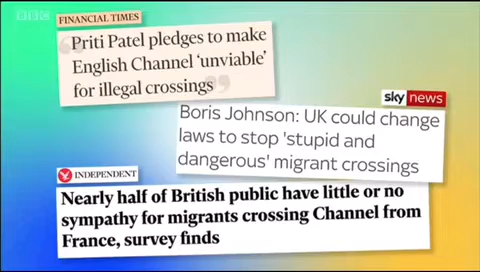 BBC
FINANCIAL TIMES
“Priti Patel pledges to make
English Channel ‘unviable’
for illegal crossings”
sky news
Boris Johnson: UK could change
laws to stop 'stupid and
dangerous' migrant crossings
INDEPENDENT
Nearly half of British public have little or no
sympathy for migrants crossing Channel from
France, survey finds